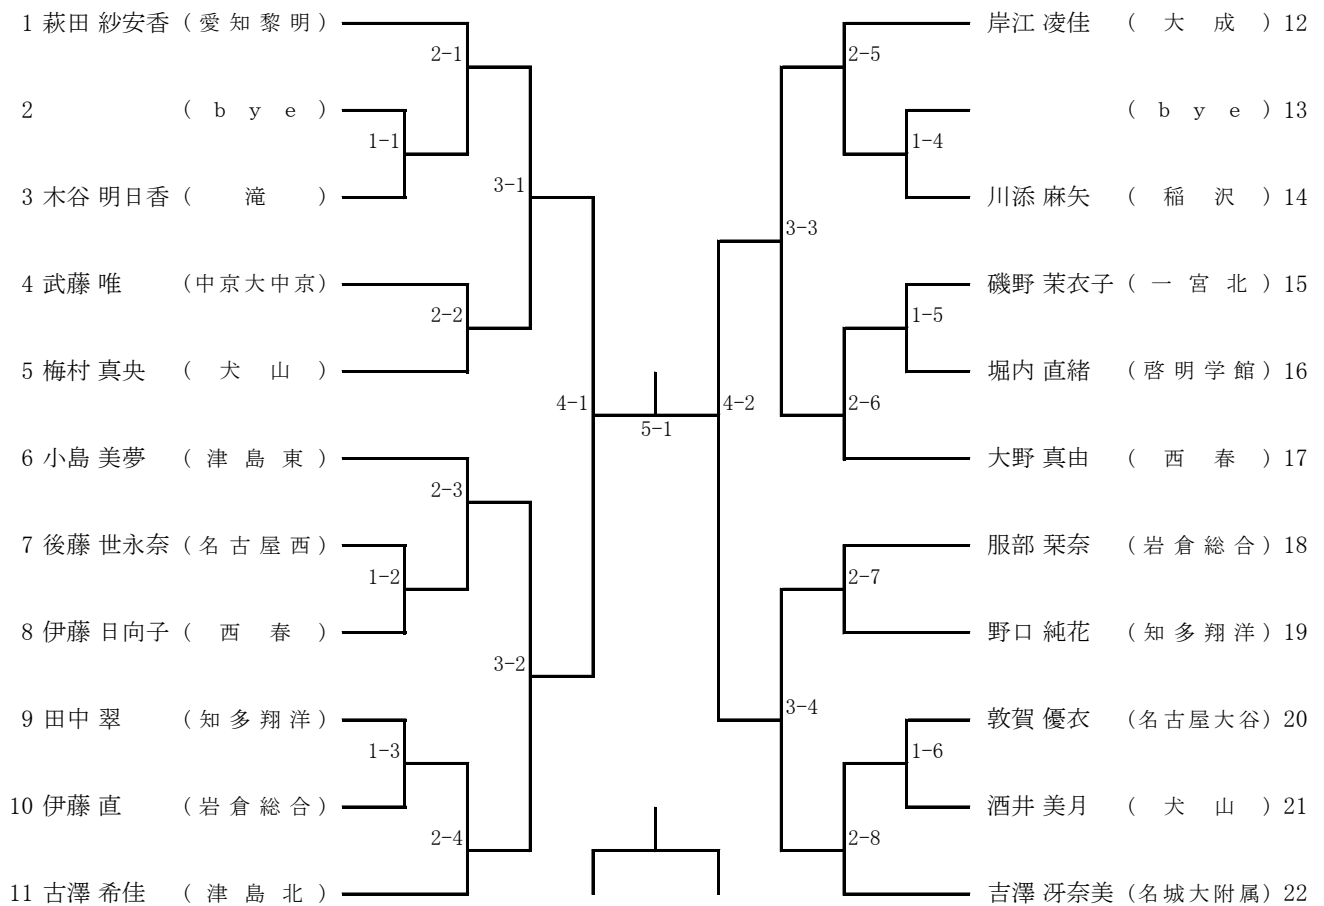 1 萩田 紗安香 (愛知黎明)
2-1
2 (bye)
1-1
3 木谷 明日香 (滝)
3-1
4 武藤 唯 (中京大中京)
2-2
5 梅村 真央 (犬山)
4-1
6 小島 美夢 (津島東)
2-3
7 後藤 世永奈 (名古屋西)
1-2
8 伊藤 日向子 (西春)
3-2
9 田中 翠 (知多翔洋)
1-3
10 伊藤 直 (岩倉総合)
2-4
11 古澤 希佳 (津島北)
5-1
岸江 凌佳 (大成) 12
2-5
(bye) 13
1-4
川添 麻矢 (稲沢) 14
3-3
磯野 茉衣子 (一宮北) 15
1-5
堀内 直緒 (啓明学館) 16
4-2
2-6
大野 真由 (西春) 17
服部 栞奈 (岩倉総合) 18
2-7
野口 純花 (知多翔洋) 19
3-4
敦賀 優衣 (名古屋大谷) 20
1-6
酒井 美月 (犬山) 21
2-8
吉澤 冴奈美 (名城大附属) 22